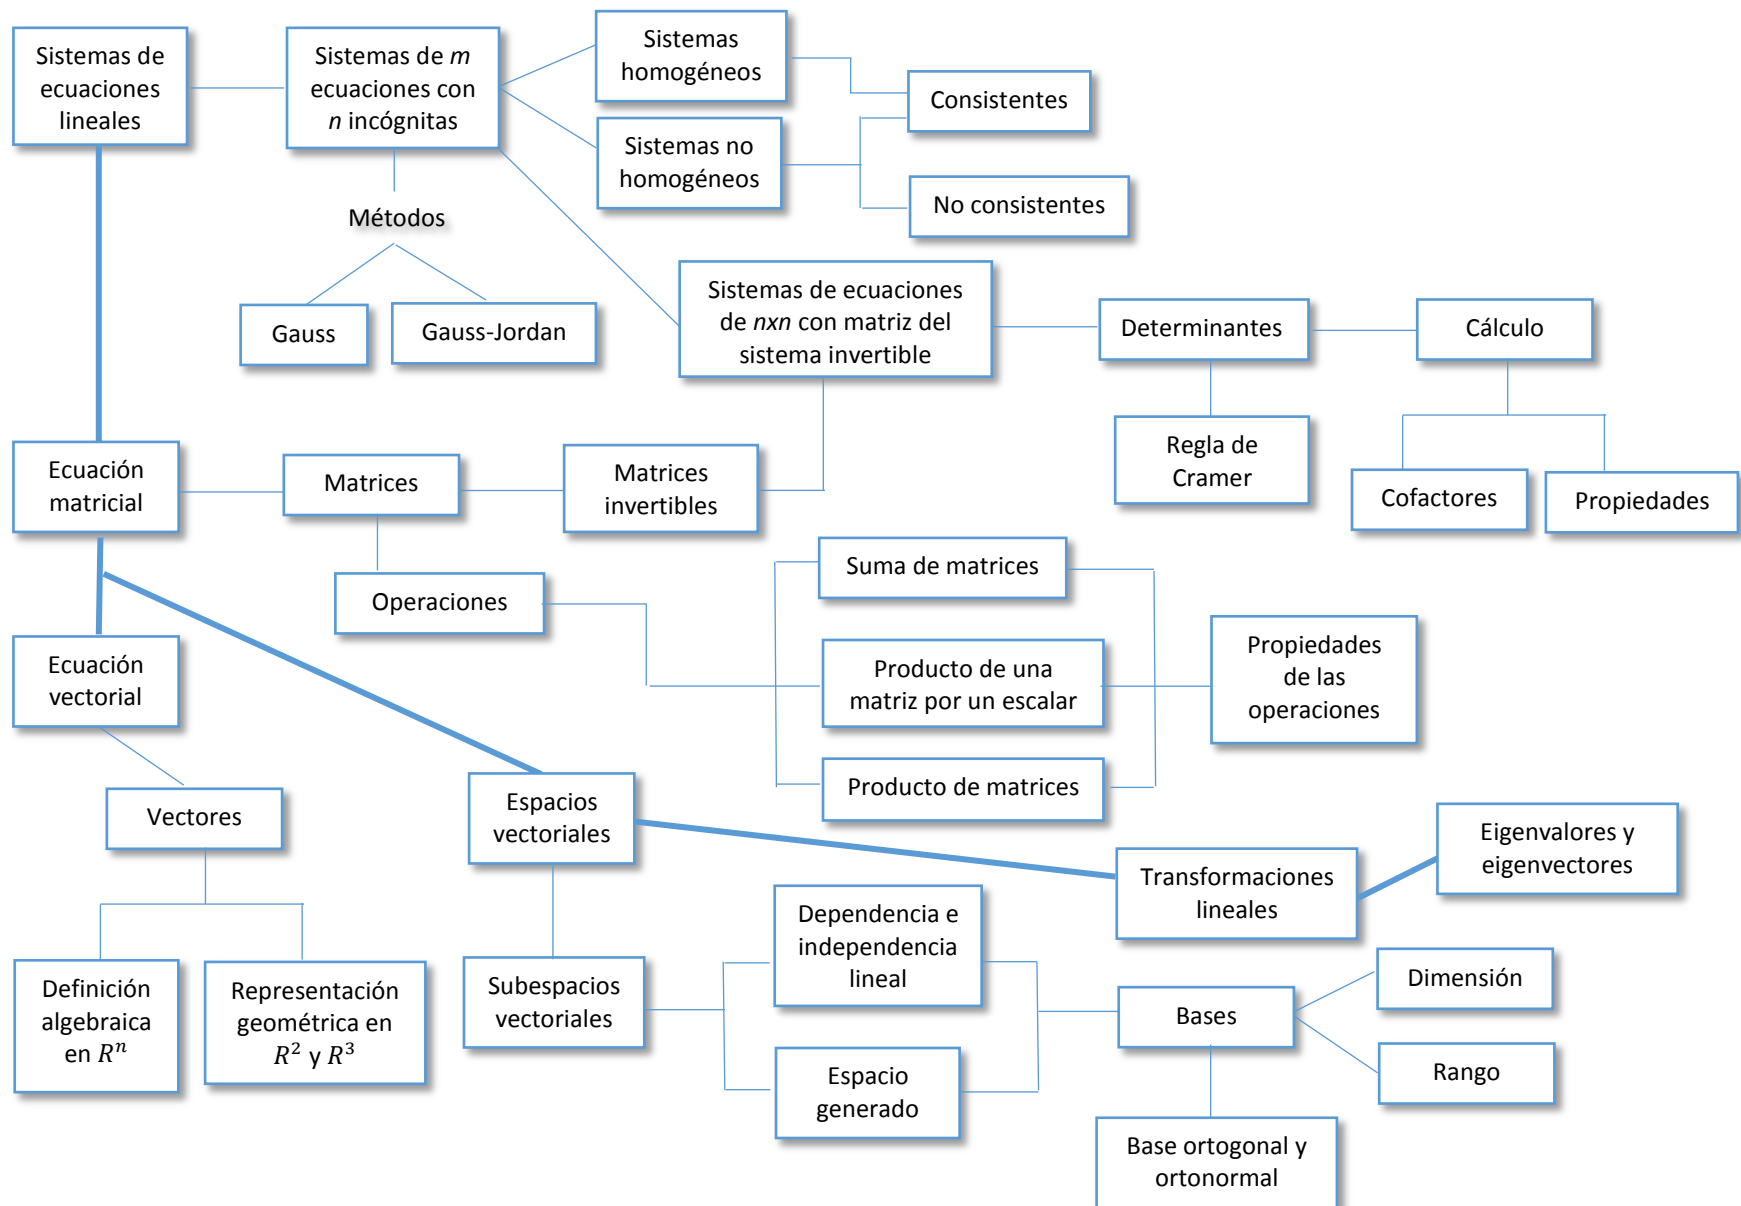 Sistemas de
ecuaciones
lineales
Sistemas de m
ecuaciones con
n incógnitas
Sistemas
homogéneos
Consistentes
Sistemas no
homogéneos
No consistentes
Métodos
Gauss
Gauss-Jordan
Sistemas de ecuaciones
de nxn con matriz del
sistema invertible
Determinantes
Cálculo
Regla de
Cramer
Cofactores
Propiedades
Ecuación
matricial
Matrices
Matrices
invertibles
Operaciones
Suma de matrices
Producto de una
matriz por un escalar
Producto de matrices
Propiedades
de las
operaciones
Ecuación
vectorial
Vectores
Definición
algebraica
en Rⁿ
Representación
geométrica en
R² y R³
Espacios
vectoriales
Transformaciones
lineales
Eigenvalores y
eigenvectores
Subespacios
vectoriales
Dependencia e
independencia
lineal
Espacio
generado
Bases
Dimensión
Rango
Base ortogonal y
ortonormal